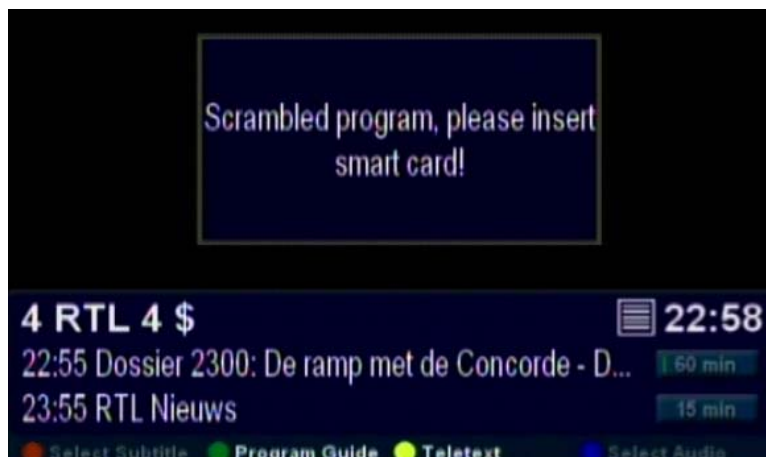 Scrambled program, please insert
smart card!
4 RTL 4 $ 22:58
22:55 Dossier 2300: De ramp met de Concorde - D... 60 min
23:55 RTL Nieuws 15 min
Select Subtitle Program Guide Teletext Select Audio